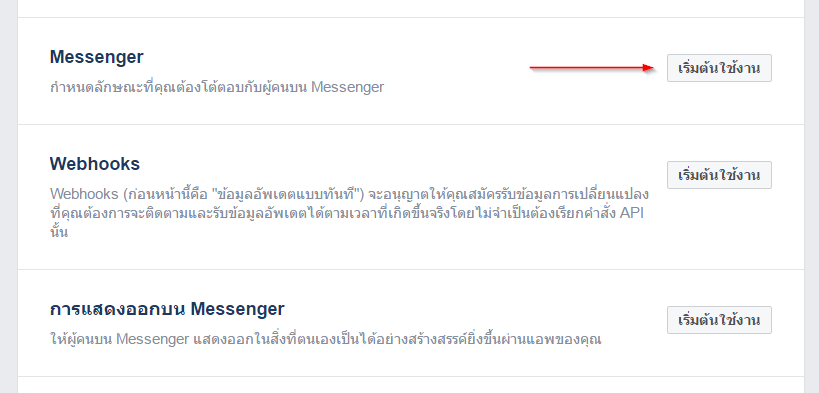 Messenger
กำหนดลักษณะที่คุณต้องโต้ตอบกับผู้คนบน Messenger
เริ่มต้นใช้งาน
Webhooks
Webhooks (ก่อนหน้านี้คือ "ข้อมูลอัพเดตแบบทันที") จะอนุญาตให้คุณสมัครรับข้อมูลการเปลี่ยนแปลง
ที่คุณต้องการจะติดตามและรับข้อมูลอัพเดตได้ตามเวลาที่เกิดขึ้นจริงโดยไม่จำเป็นต้องเรียกคำสั่ง API
นั้น
เริ่มต้นใช้งาน
การแสดงออกบน Messenger
ให้ผู้คนบน Messenger แสดงออกในสิ่งที่ตนเองเป็นได้อย่างสร้างสรรค์ยิ่งขึ้นผ่านแอพของคุณ
เริ่มต้นใช้งาน